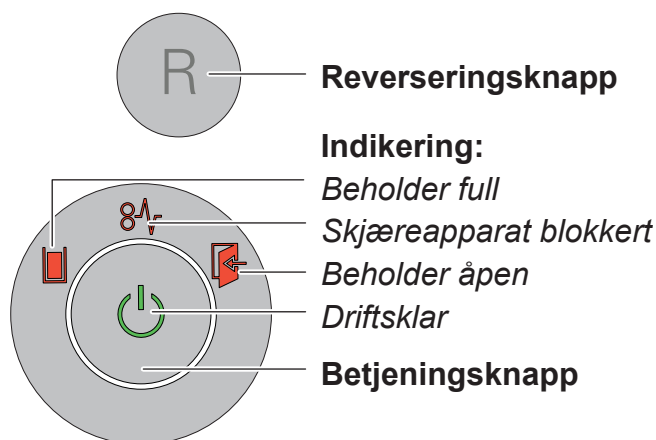 R
Reverseringsknapp
Indikering:
Beholder full
Skjæreapparat blokkert
Beholder åpen
Driftsklar
Betjeningsknapp